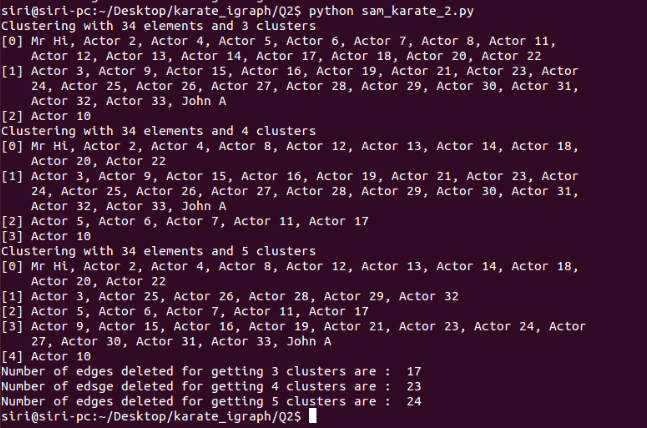 siri@siri-pc:~/Desktop/karate_igraph/Q2$ python sam_karate_2.py
Clustering with 34 elements and 3 clusters
[0] Mr Hi, Actor 2, Actor 4, Actor 5, Actor 6, Actor 7, Actor 8, Actor 11,
Actor 12, Actor 13, Actor 14, Actor 17, Actor 18, Actor 20, Actor 22
[1] Actor 3, Actor 9, Actor 15, Actor 16, Actor 19, Actor 21, Actor 23, Actor
24, Actor 25, Actor 26, Actor 27, Actor 28, Actor 29, Actor 30, Actor 31,
Actor 32, Actor 33, John A
[2] Actor 10
Clustering with 34 elements and 4 clusters
[0] Mr Hi, Actor 2, Actor 4, Actor 8, Actor 12, Actor 13, Actor 14, Actor 18,
Actor 20, Actor 22
[1] Actor 3, Actor 9, Actor 15, Actor 16, Actor 19, Actor 21, Actor 23, Actor
24, Actor 25, Actor 26, Actor 27, Actor 28, Actor 29, Actor 30, Actor 31,
Actor 32, Actor 33, John A
[2] Actor 5, Actor 6, Actor 7, Actor 11, Actor 17
[3] Actor 10
Clustering with 34 elements and 5 clusters
[0] Mr Hi, Actor 2, Actor 4, Actor 8, Actor 12, Actor 13, Actor 14, Actor 18,
Actor 20, Actor 22
[1] Actor 3, Actor 25, Actor 26, Actor 28, Actor 29, Actor 32
[2] Actor 5, Actor 6, Actor 7, Actor 11, Actor 17
[3] Actor 9, Actor 15, Actor 16, Actor 19, Actor 21, Actor 23, Actor 24, Actor
27, Actor 30, Actor 31, Actor 33, John A
[4] Actor 10
Number of edges deleted for getting 3 clusters are :  17
Number of edsge deleted for getting 4 clusters are :  23
Number of edges deleted for getting 5 clusters are :  24
siri@siri-pc:~/Desktop/karate_igraph/Q2$